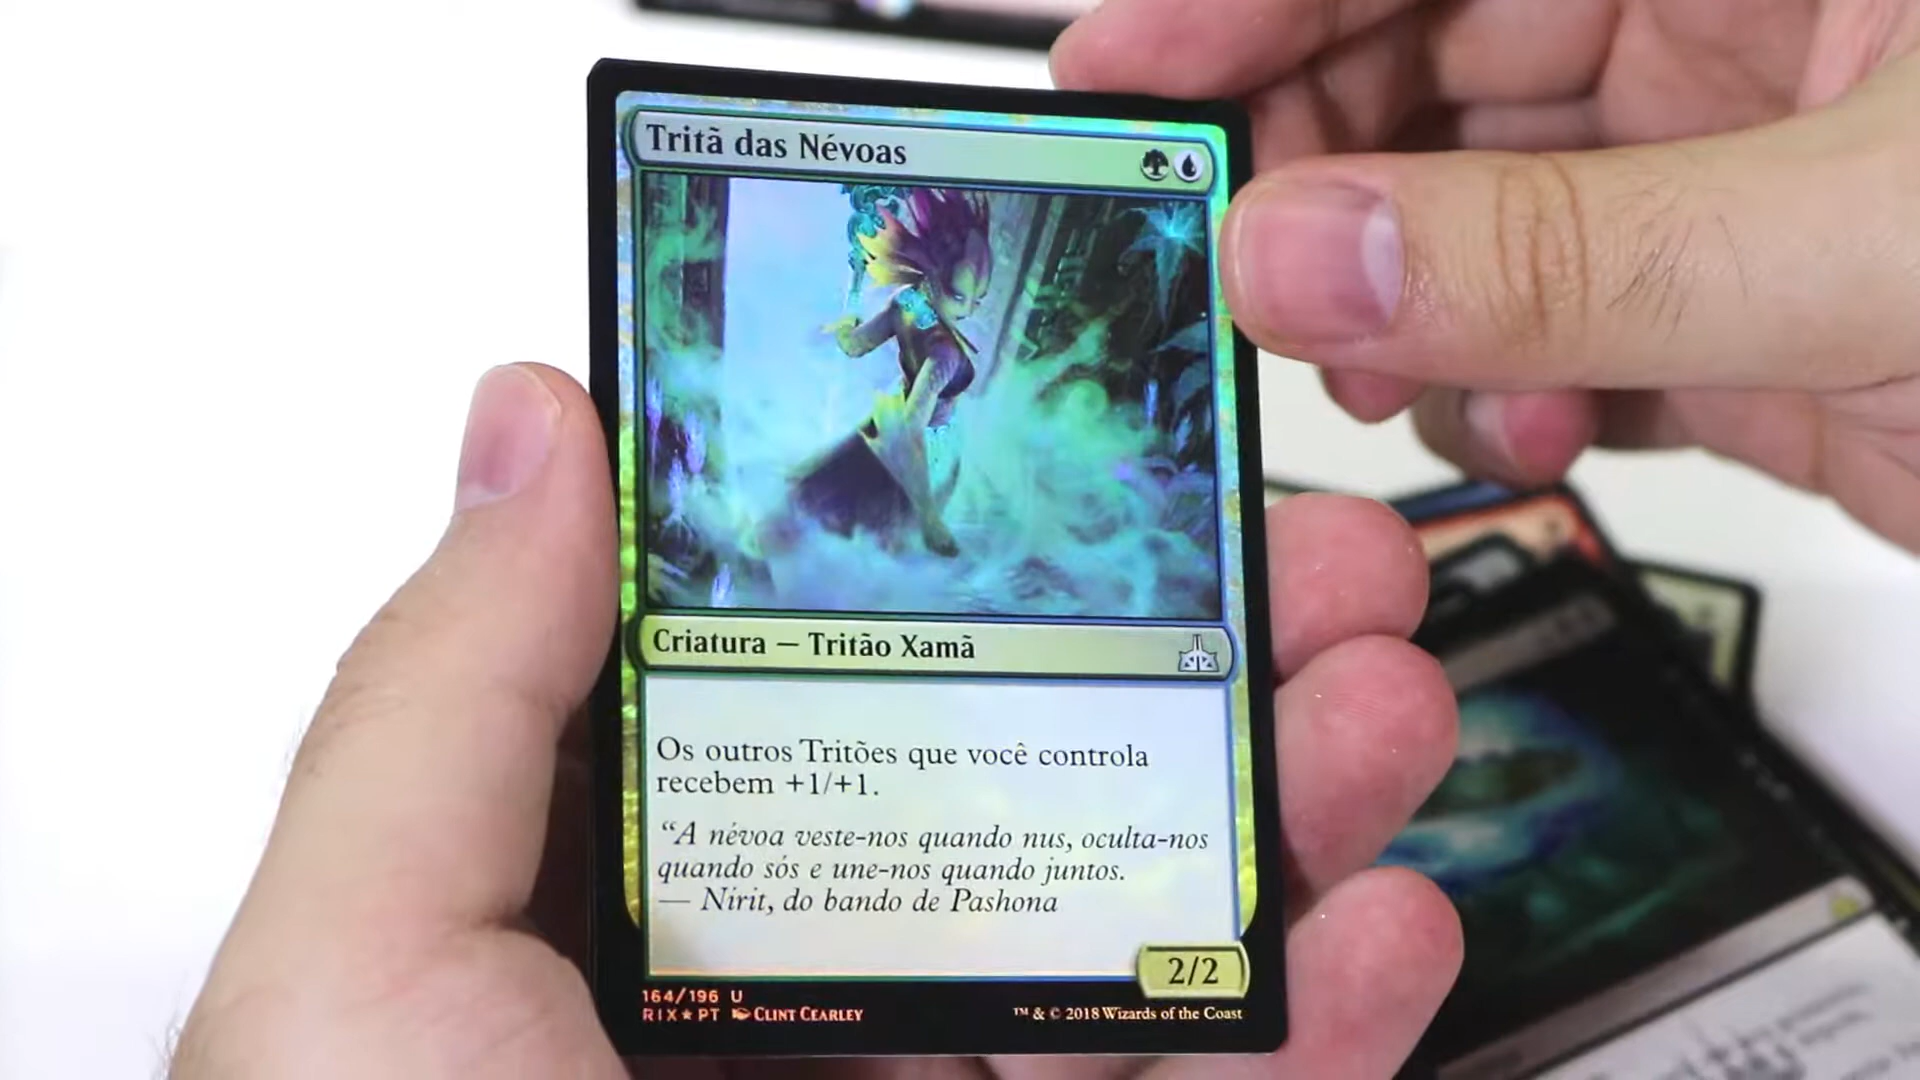 Tritã das Névoas
Criatura — Tritão Xamã
Os outros Tritões que você controla
recebem +1/+1.
“A névoa veste-nos quando nus, oculta-nos
quando sós e une-nos quando juntos.
— Nirit, do bando de Pashona
2/2
164/196 U
RIX★PT CLINT CEARLEY
™ & © 2018 Wizards of the Coast